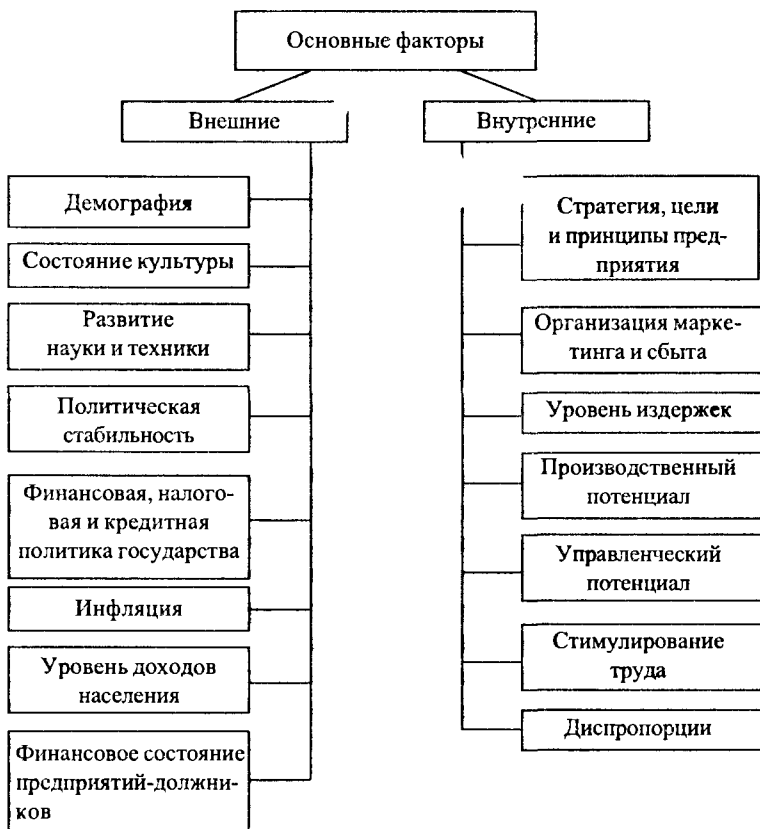 Основные факторы
Внешние
Демография
Состояние культуры
Развитие
науки и техники
Политическая
стабильность
Финансовая, налого-
вая и кредитная
политика государства
Инфляция
Уровень доходов
населения
Финансовое состояние
предприятий-должни-
ков
Внутренние
Стратегия, цели
и принципы пред-
приятия
Организация марке-
тинга и сбыта
Уровень издержек
Производственный
потенциал
Управленческий
потенциал
Стимулирование
труда
Диспропорции